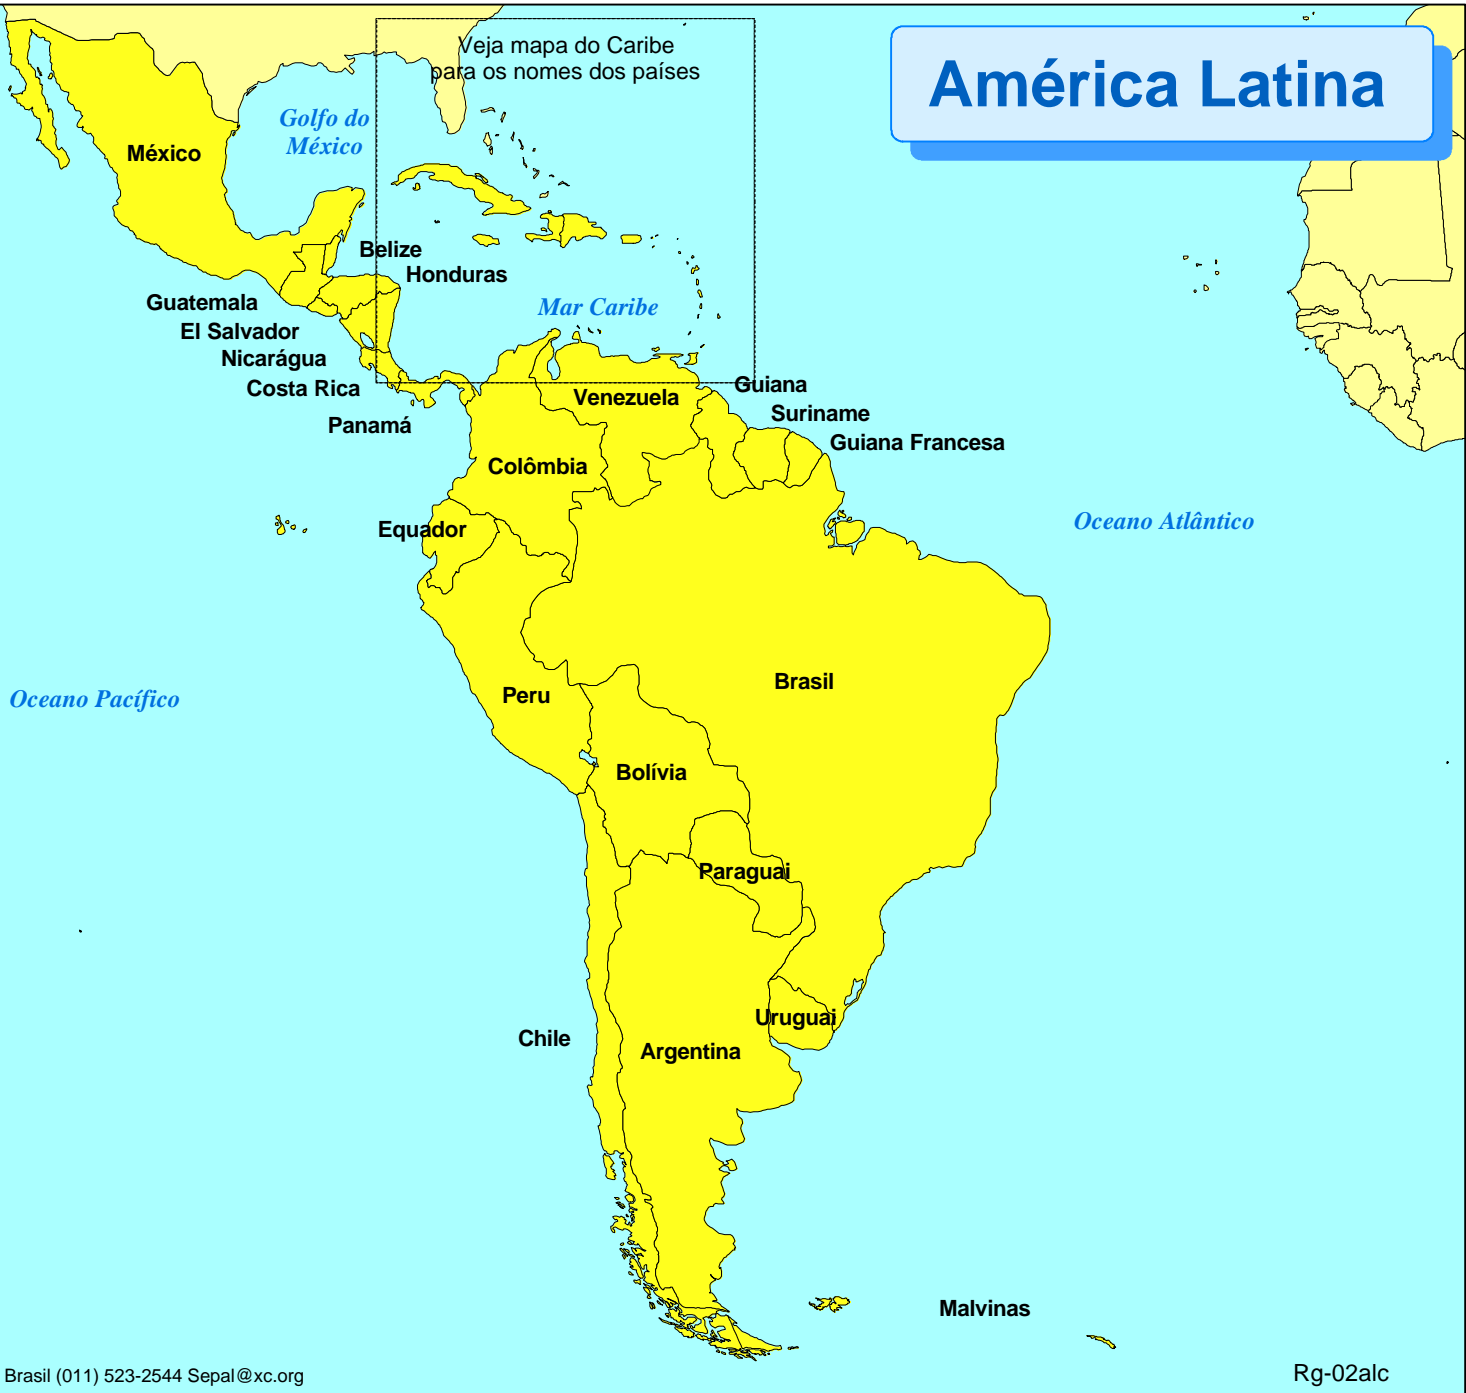 Veja mapa do Caribe
para os nomes dos países
América Latina
Golfo do
México
México
Belize
Honduras
Guatemala
Mar Caribe
El Salvador
Nicarágua
Costa Rica
Guiana
Venezuela
Suriname
Panamá
Guiana Francesa
Colômbia
Equador
Oceano Atlântico
Brasil
Peru
Oceano Pacífico
Bolívia
Paraguai
Uruguai
Chile
Argentina
Malvinas
Brasil (011) 523-2544 Sepal@xc.org
Rg-02alc